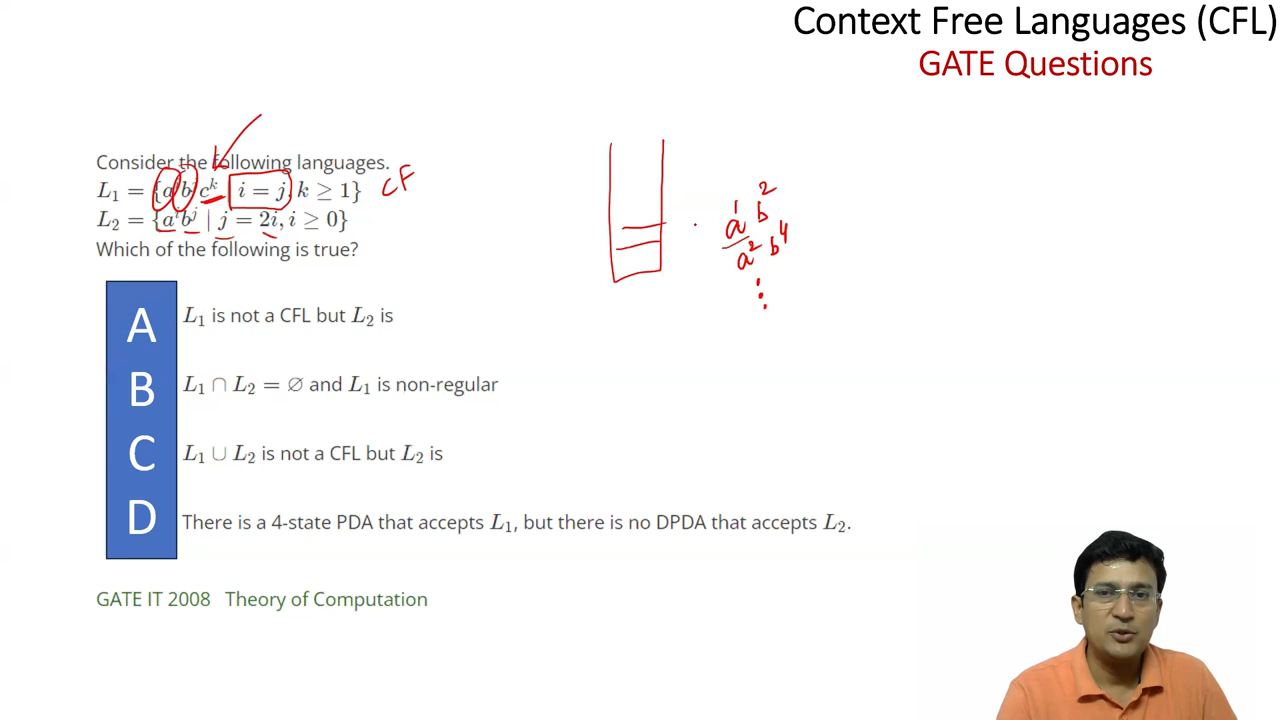 Context Free Languages (CFL)
GATE Questions
Consider the following languages.
L₁ = {aⁱbʲcᵏ | i = j, k ≥ 1} CF
L₂ = {aⁱbʲ | j = 2i, i ≥ 0}
Which of the following is true?
a¹ b²
a² b⁴
⋮
A L₁ is not a CFL but L₂ is
B L₁ ∩ L₂ = ∅ and L₁ is non-regular
C L₁ ∪ L₂ is not a CFL but L₂ is
D There is a 4-state PDA that accepts L₁, but there is no DPDA that accepts L₂.
GATE IT 2008 Theory of Computation